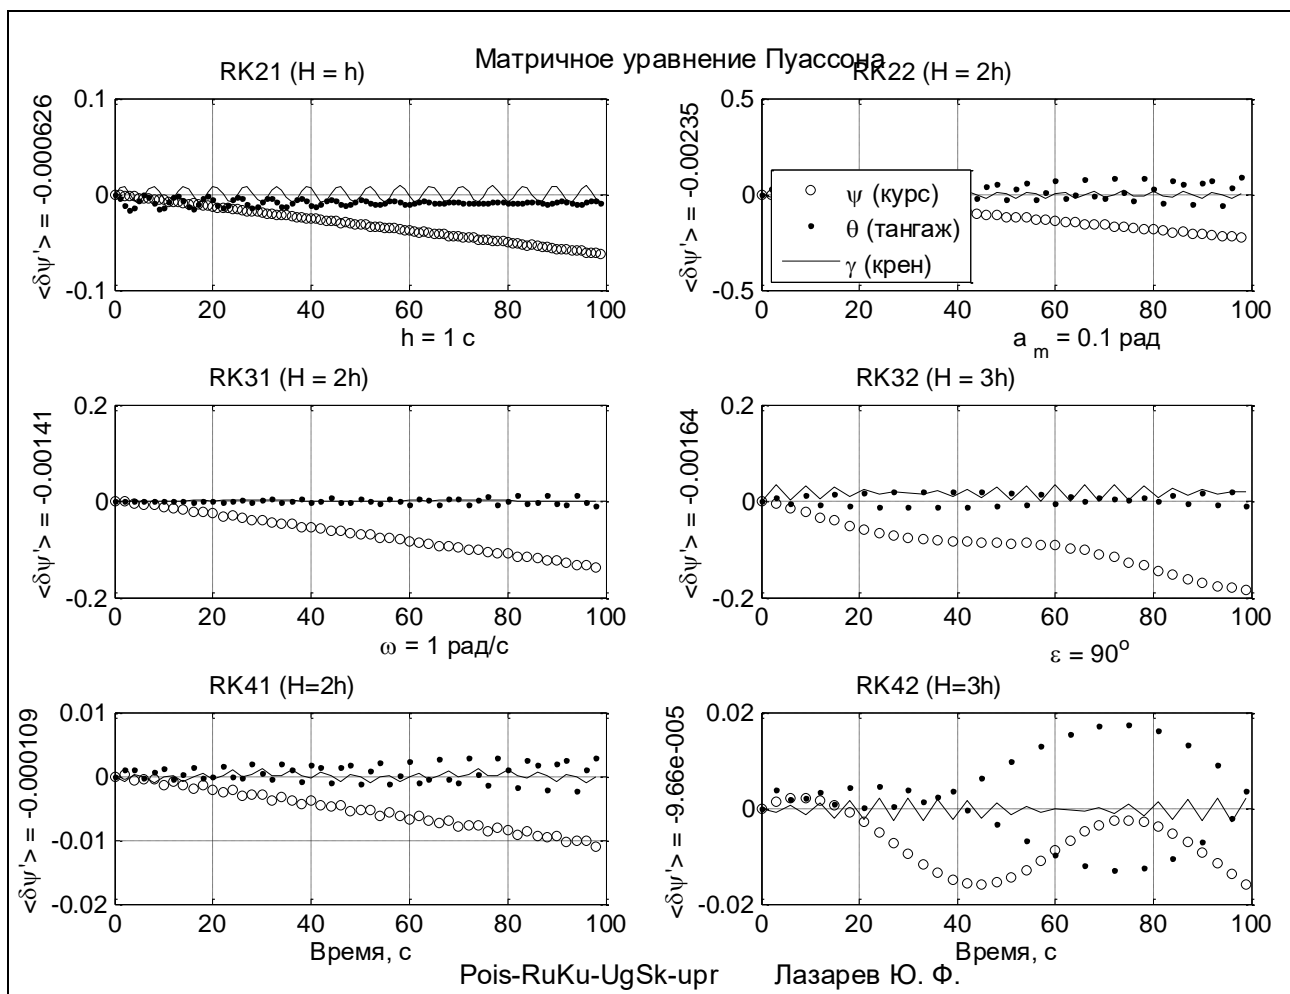 Матричное уравнение Пуассона
RK21 (H = h)
RK22 (H = 2h)
<δψ'> = -0.000626
0.1
0
-0.1
0 20 40 60 80 100
h = 1 с
<δψ'> = -0.00235
0.5
0
-0.5
ψ (курс)
θ (тангаж)
γ (крен)
0 20 40 60 80 100
a m = 0.1 рад
RK31 (H = 2h)
RK32 (H = 3h)
<δψ'> = -0.00141
0.2
0
-0.2
0 20 40 60 80 100
ω = 1 рад/с
<δψ'> = -0.00164
0.2
0
-0.2
0 20 40 60 80 100
ε = 90o
RK41 (H=2h)
RK42 (H=3h)
<δψ'> = -0.000109
0.01
0
-0.01
-0.02
0 20 40 60 80 100
Время, с
<δψ'> = -9.66e-005
0.02
0
-0.02
0 20 40 60 80 100
Время, с
Pois-RuKu-UgSk-upr Лазарев Ю. Ф.